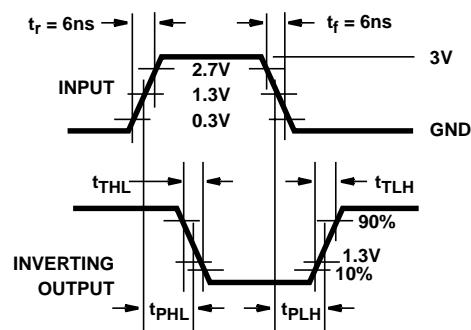 tr = 6ns
tf = 6ns
3V
INPUT
2.7V
1.3V
0.3V
GND
tTHL
tTLH
90%
1.3V
10%
INVERTING
OUTPUT
tPHL
tPLH